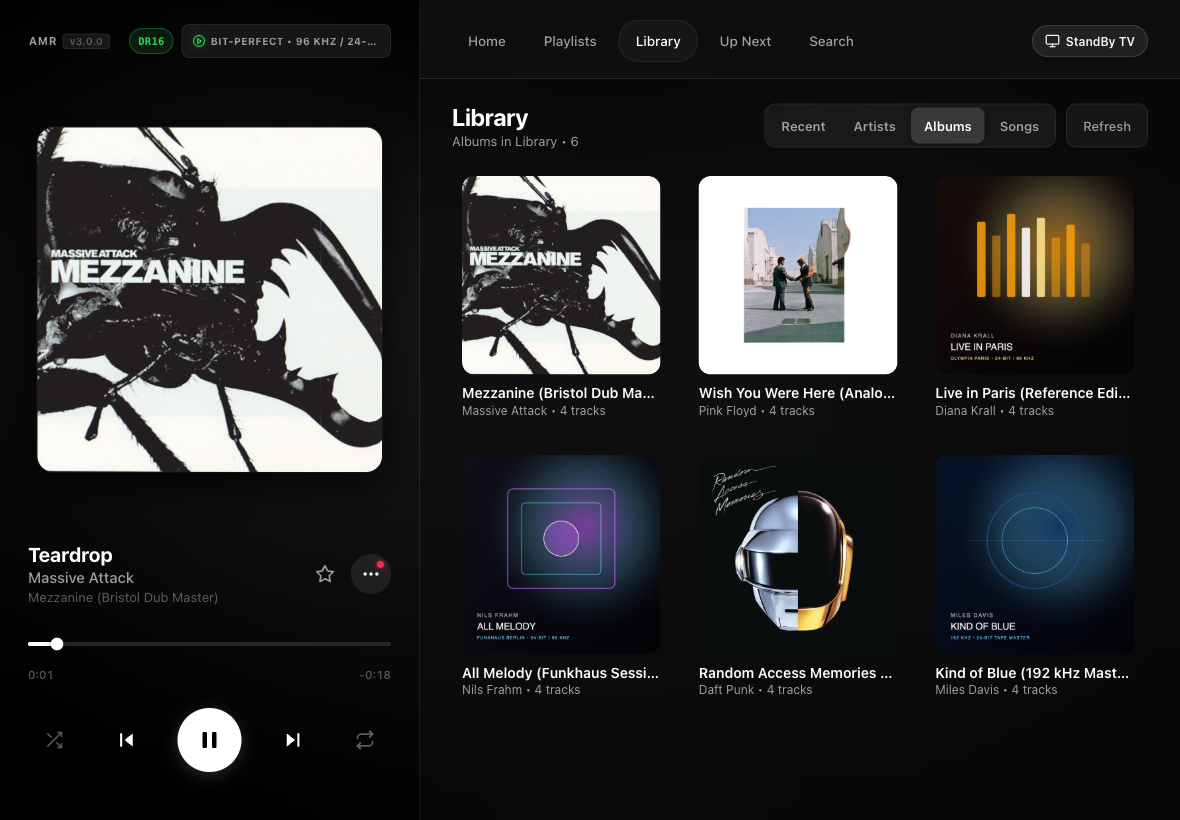 AMR v3.0.0 DR16 BIT-PERFECT • 96 KHZ / 24-...
MASSIVE ATTACK
MEZZANINE
Teardrop
Massive Attack
Mezzanine (Bristol Dub Master)
0:01 -0:18
Home Playlists Library Up Next Search StandBy TV
Library
Albums in Library • 6
Recent Artists Albums Songs Refresh
MASSIVE ATTACK
MEZZANINE
DIANA KRALL
LIVE IN PARIS
OLYMPIA PARIS • 24-BIT / 96 KHZ
Mezzanine (Bristol Dub Ma...
Massive Attack • 4 tracks
Wish You Were Here (Analo...
Pink Floyd • 4 tracks
Live in Paris (Reference Edi...
Diana Krall • 4 tracks
NILS FRAHM
ALL MELODY
FUNKHAUS BERLIN • 24-BIT / 96 KHZ
Random
Access
Memories
MILES DAVIS
KIND OF BLUE
192 KHZ • 24-BIT TAPE MASTER
All Melody (Funkhaus Sessi...
Nils Frahm • 4 tracks
Random Access Memories ...
Daft Punk • 4 tracks
Kind of Blue (192 kHz Mast...
Miles Davis • 4 tracks